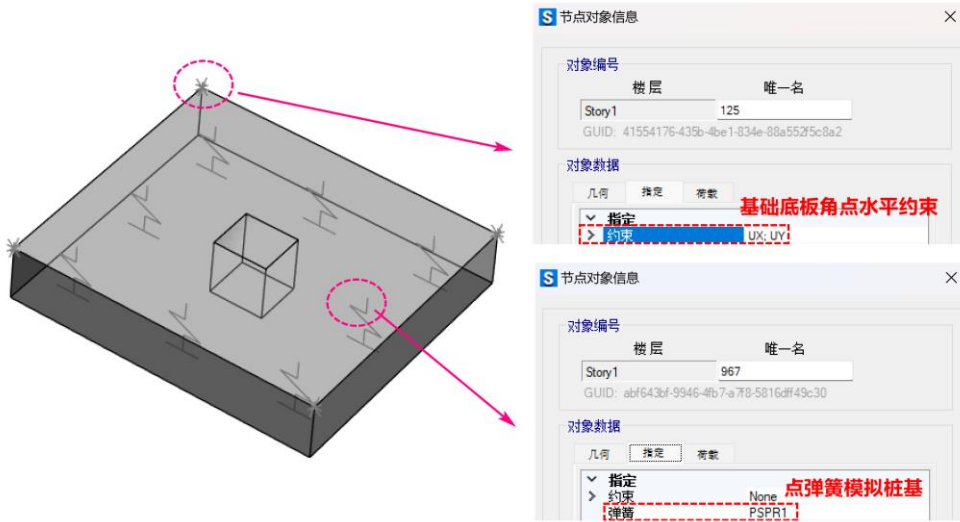 S 节点对象信息
对象编号
楼层 唯一名
Story1 125
GUID: 41554176-435b-4be1-834e-88a552f5c8a2
对象数据
几何 指定 荷载
指定
基础底板角点水平约束
约束 UX; UY
S 节点对象信息
对象编号
楼层 唯一名
Story1 967
GUID: abf643bf-9946-4fb7-a7f8-5816dff49c30
对象数据
几何 指定 荷载
指定
约束 None
点弹簧模拟桩基
弹簧 PSPR1